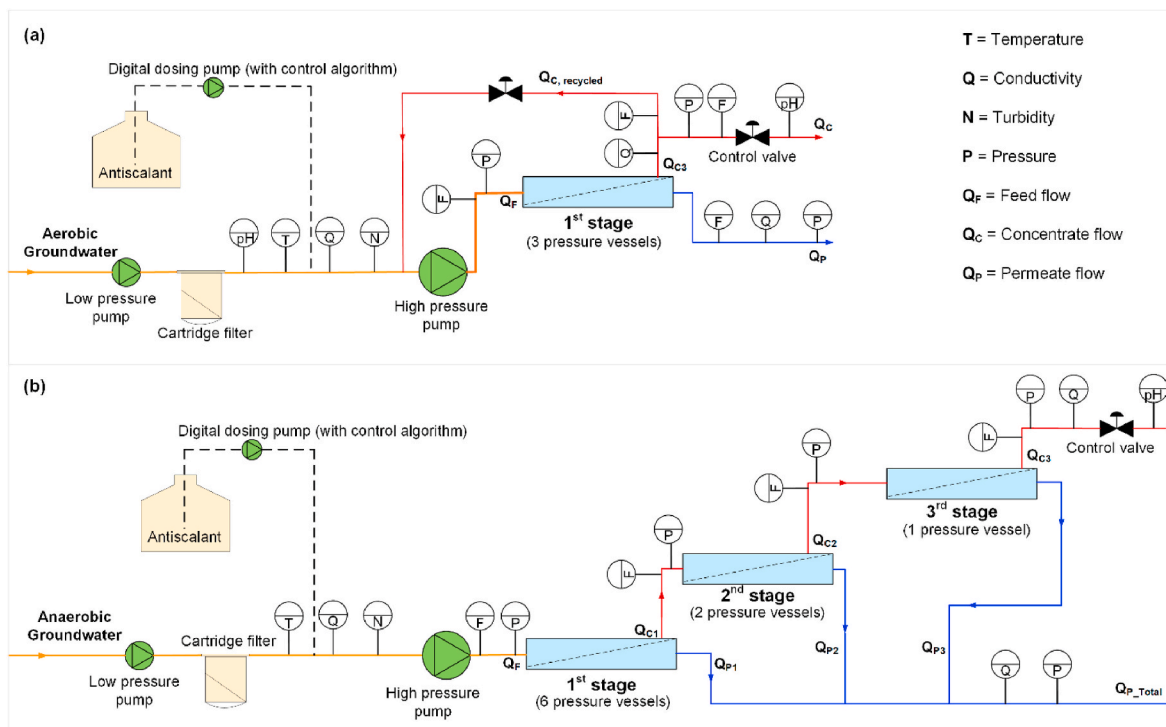 (a)
Digital dosing pump (with control algorithm)
Antiscalant
Aerobic
Groundwater
Low pressure
pump
Cartridge filter
pH
T
Q
N
High pressure
pump
F
P
QF
QC, recycled
F
Q
QC3
P
F
pH
Control valve
QC
1st stage
(3 pressure vessels)
F
Q
P
QP
T = Temperature
Q = Conductivity
N = Turbidity
P = Pressure
QF = Feed flow
QC = Concentrate flow
QP = Permeate flow
(b)
Digital dosing pump (with control algorithm)
Antiscalant
Anaerobic
Groundwater
Low pressure
pump
Cartridge filter
T
Q
N
High pressure
pump
F
P
QF
1st stage
(6 pressure vessels)
QC1
QP1
F
P
2nd stage
(2 pressure vessels)
QC2
QP2
F
P
3rd stage
(1 pressure vessel)
QC3
QP3
F
P
Q
pH
Control valve
Q
P
QP_Total